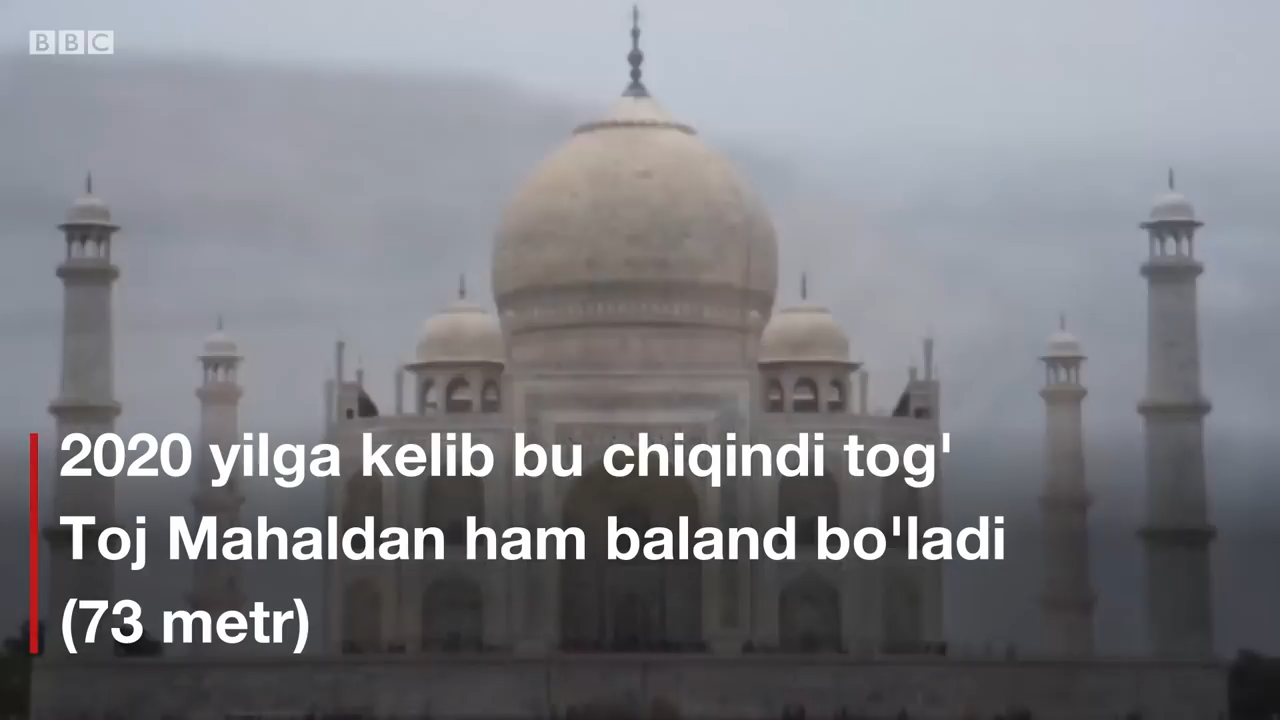 BBC
2020 yilga kelib bu chiqindi tog'
Toj Mahaldan ham baland bo'ladi
(73 metr)